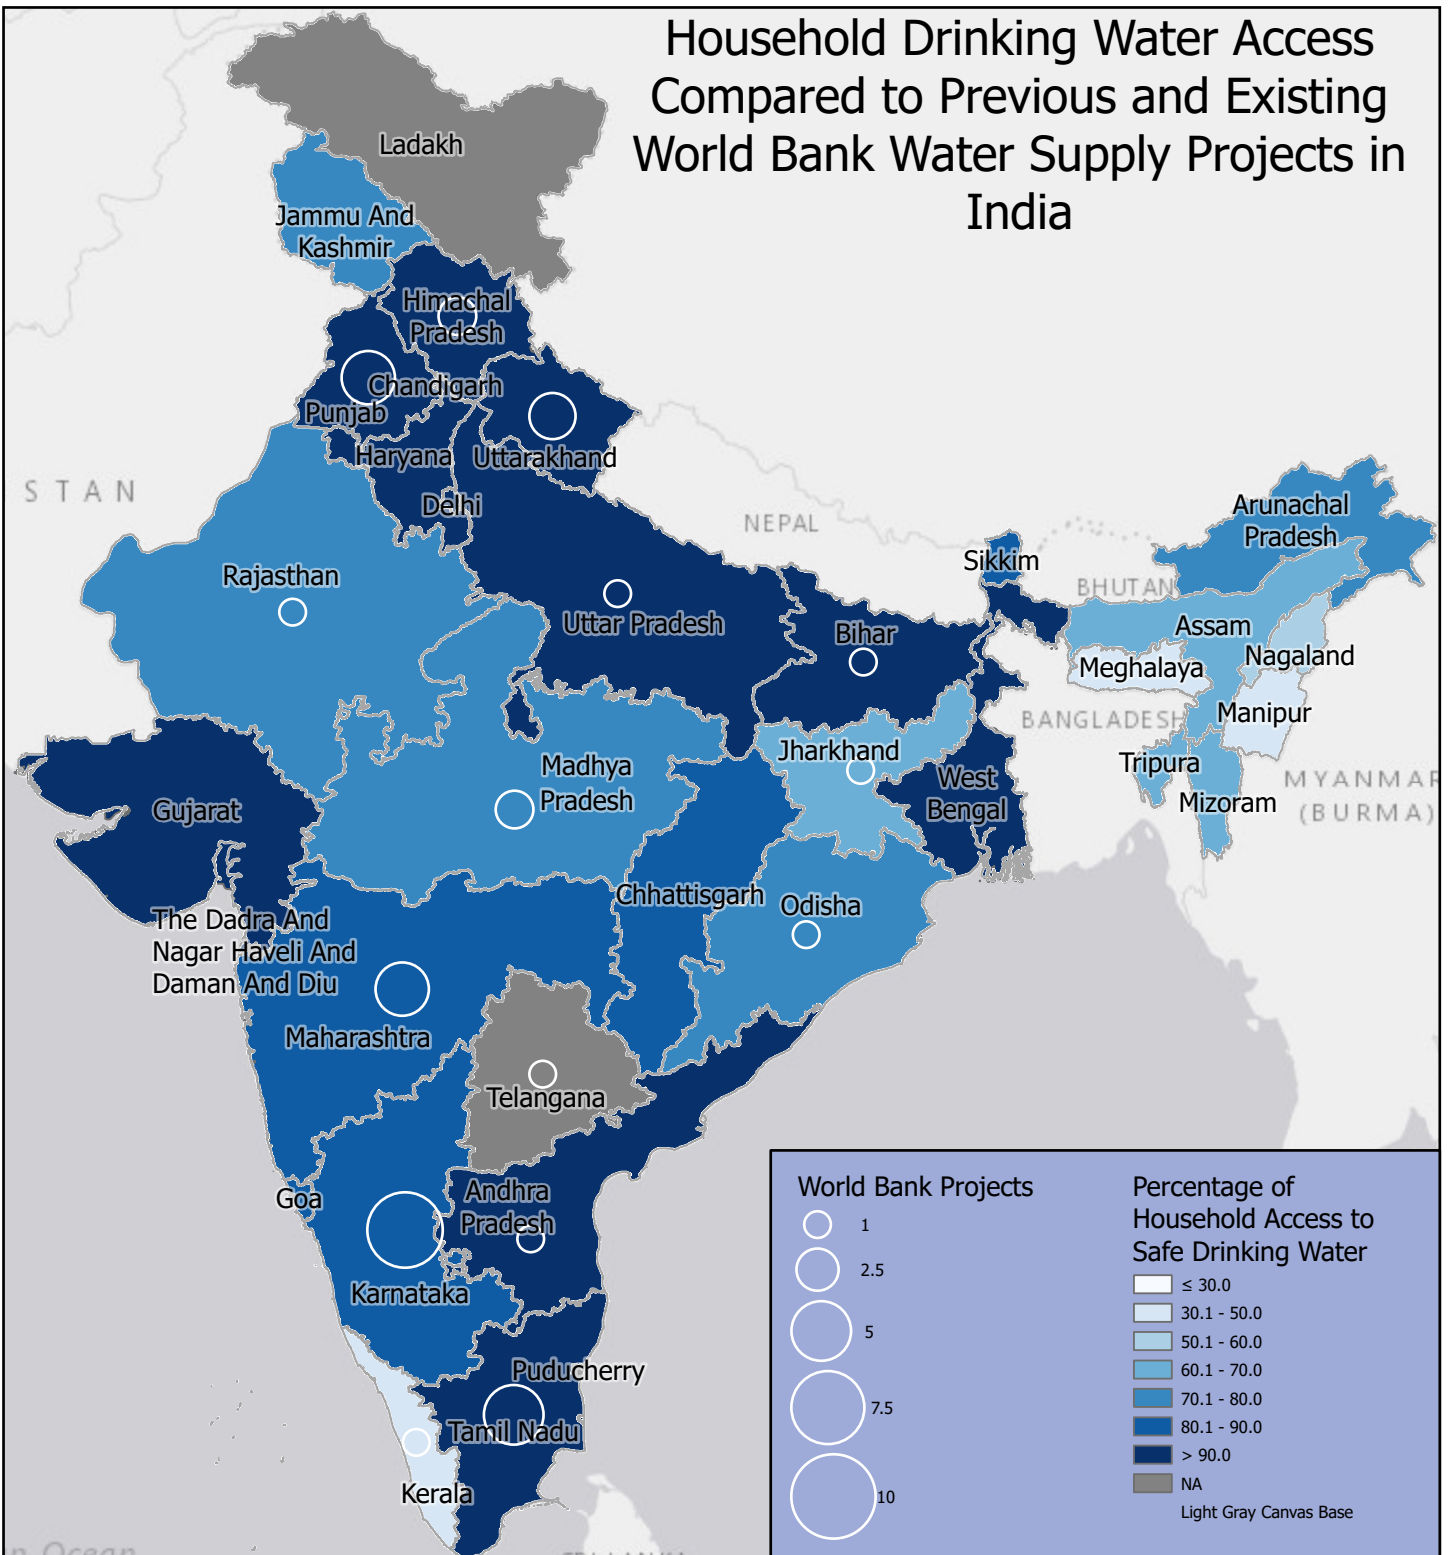 Household Drinking Water Access
Compared to Previous and Existing
World Bank Water Supply Projects in
India
Ladakh
Jammu And
Kashmir
Himachal
Pradesh
Chandigarh
Punjab
Haryana
Uttarakhand
Delhi
STAN
NEPAL
Arunachal
Pradesh
Sikkim
Rajasthan
BHUTAN
Uttar Pradesh
Bihar
Assam
Nagaland
Meghalaya
BANGLADESH
Manipur
Jharkhand
Tripura
Madhya
Pradesh
West
Bengal
MYANMAR
(BURMA)
Mizoram
Gujarat
Chhattisgarh
Odisha
The Dadra And
Nagar Haveli And
Daman And Diu
Maharashtra
Telangana
Goa
Andhra
Pradesh
Karnataka
Puducherry
Tamil Nadu
Kerala
Ocean
World Bank Projects
1
2.5
5
7.5
10
Percentage of
Household Access to
Safe Drinking Water
≤ 30.0
30.1 - 50.0
50.1 - 60.0
60.1 - 70.0
70.1 - 80.0
80.1 - 90.0
> 90.0
NA
Light Gray Canvas Base